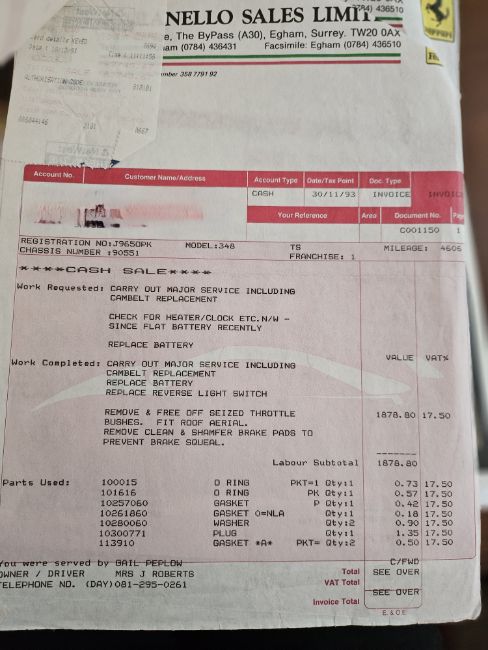 NELLO SALES LIMIT
e, The ByPass (A30), Egham, Surrey. TW20 0AX
ham (0784) 436431 Facsimile: Egham (0784) 436510
number 358 7791 92
Account No. Customer Name/Address Account Type Date/Tax Point Doc. Type
CASH 30/11/93 INVOICE INVOICE
Your Reference Area Document No. Page
C001150 1
REGISTRATION NO:J965OPK MODEL:348 TS MILEAGE: 4606
CHASSIS NUMBER :90551 FRANCHISE: 1
****CASH SALE****
Work Requested: CARRY OUT MAJOR SERVICE INCLUDING
CAMBELT REPLACEMENT
CHECK FOR HEATER/CLOCK ETC.N/W -
SINCE FLAT BATTERY RECENTLY
REPLACE BATTERY
VALUE VAT%
Work Completed: CARRY OUT MAJOR SERVICE INCLUDING
CAMBELT REPLACEMENT
REPLACE BATTERY
REPLACE REVERSE LIGHT SWITCH
REMOVE & FREE OFF SEIZED THROTTLE 1878.80 17.50
BUSHES. FIT ROOF AERIAL.
REMOVE CLEAN & SHAMFER BRAKE PADS TO
PREVENT BRAKE SQUEAL.
Labour Subtotal 1878.80
Parts Used: 100015 O RING PKT=1 Qty:1 0.73 17.50
101616 O RING PK Qty:1 0.57 17.50
10257060 GASKET P Qty:1 0.42 17.50
10261860 GASKET O=NLA Qty:1 0.18 17.50
10280060 WASHER Qty:2 0.90 17.50
10300771 PLUG Qty:1 1.35 17.50
113910 GASKET *A* PKT= Qty:2 0.50 17.50
You were served by GAIL PEPLOW C/FWD
OWNER / DRIVER MRS J ROBERTS Total SEE OVER
TELEPHONE NO. (DAY)081-295-0261 VAT Total
SEE OVER
Invoice Total
E. & O.E